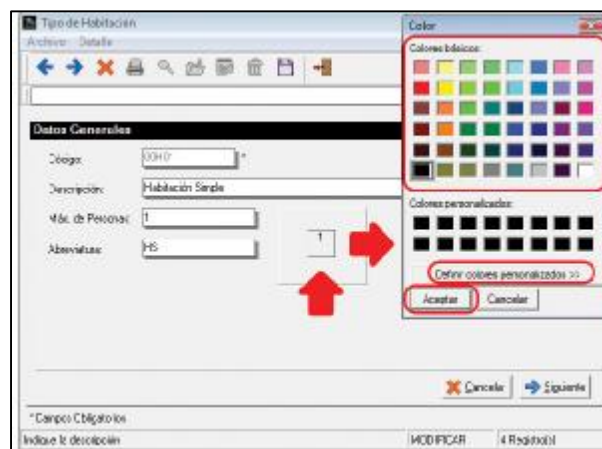 Tipo de Habitación
Archivo Detalle
Datos Generales
Código: *
Descripción: Habitación Simple
Máx. de Personas: 1
Abreviatura: HS
1
Cancelar Siguiente
*Campos Obligatorios
Indique la descripción MODIFICAR 4 Registro(s)
Color
Colores básicos:
Colores personalizados:
Definir colores personalizados >>
Aceptar Cancelar